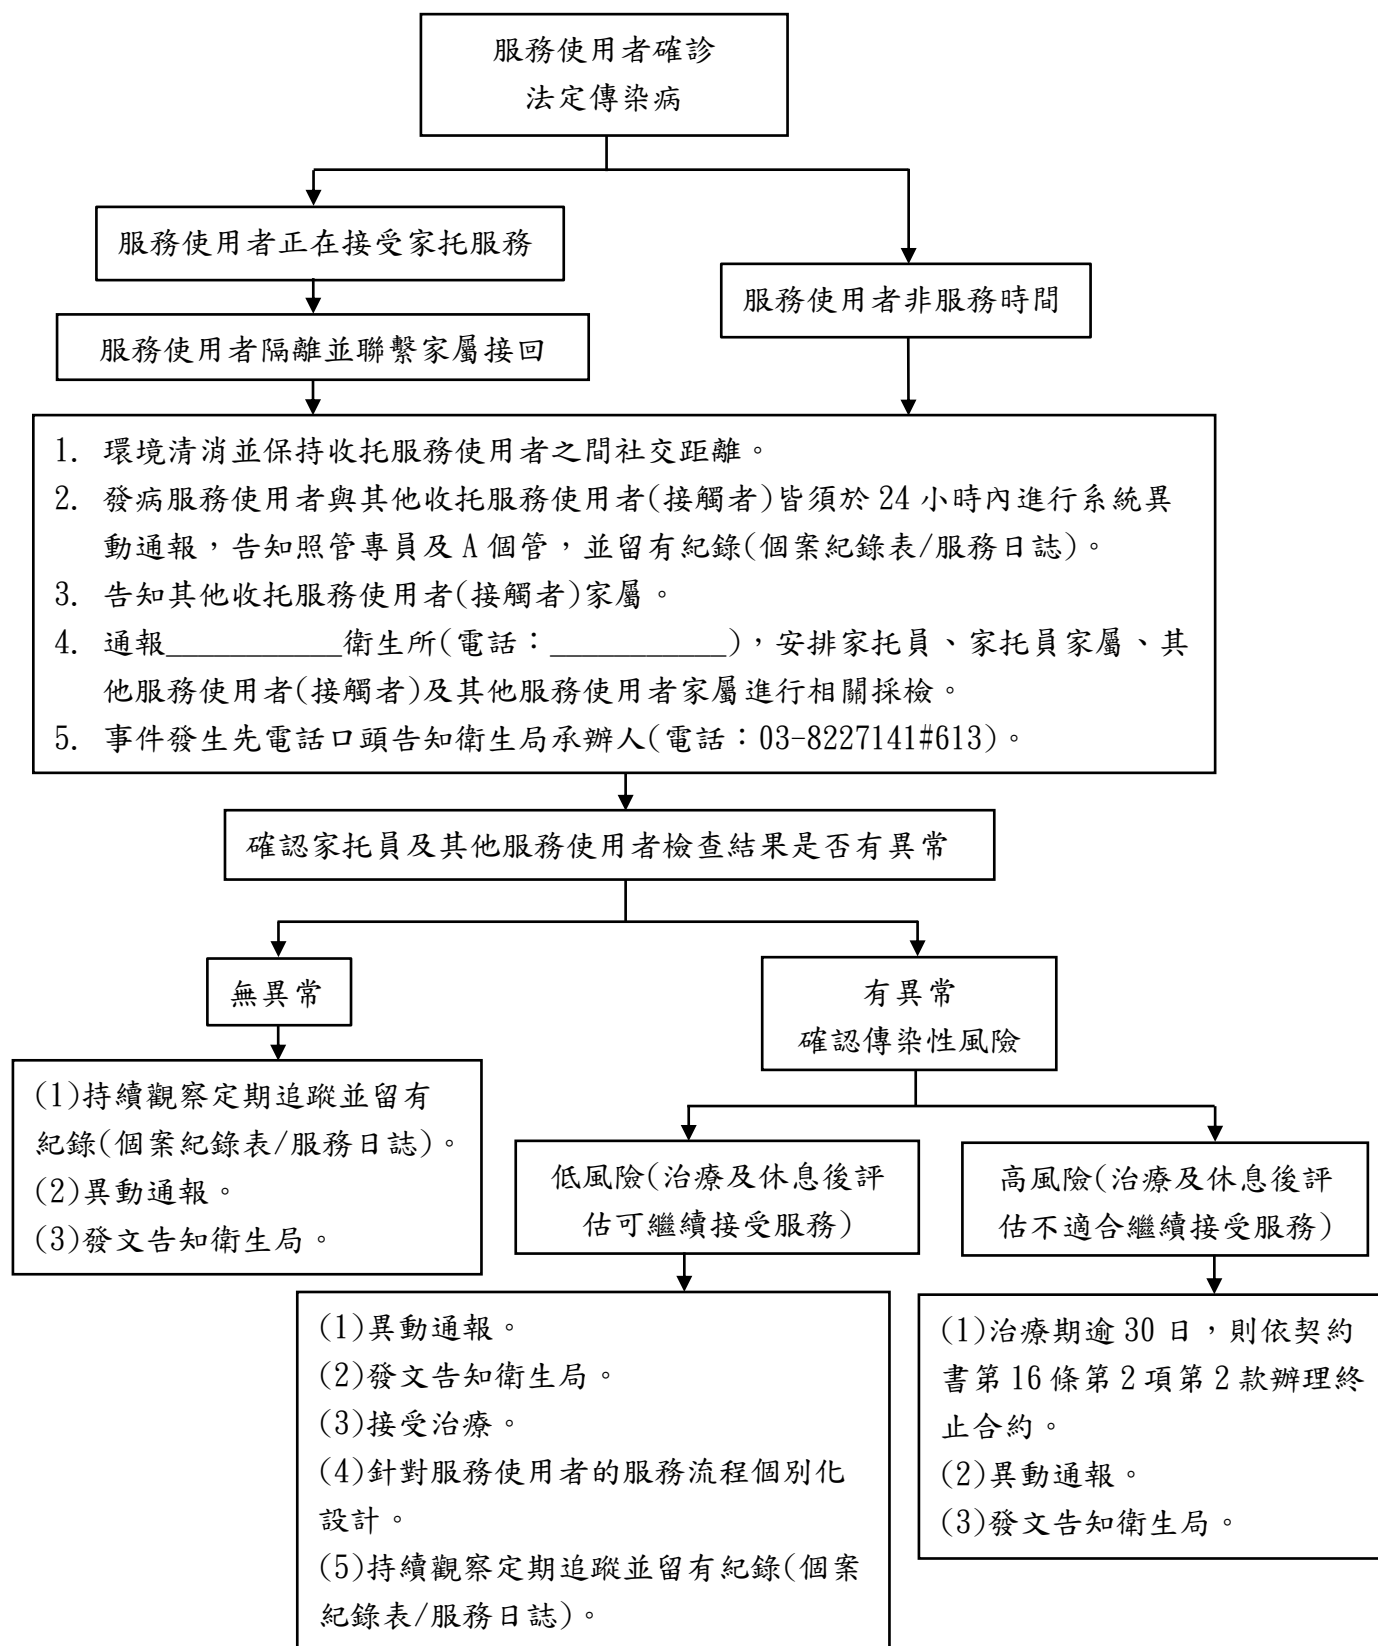 服務使用者確診
法定傳染病
服務使用者正在接受家托服務
服務使用者非服務時間
服務使用者隔離並聯繫家屬接回
1. 環境清消並保持收托服務使用者之間社交距離。
2. 發病服務使用者與其他收托服務使用者(接觸者)皆須於 24 小時內進行系統異
動通報，告知照管專員及 A 個管，並留有紀錄(個案紀錄表/服務日誌)。
3. 告知其他收托服務使用者(接觸者)家屬。
4. 通報___________衛生所(電話：___________)，安排家托員、家托員家屬、其
他服務使用者(接觸者)及其他服務使用者家屬進行相關採檢。
5. 事件發生先電話口頭告知衛生局承辦人(電話：03-8227141#613)。
確認家托員及其他服務使用者檢查結果是否有異常
無異常
有異常
確認傳染性風險
(1)持續觀察定期追蹤並留有
紀錄(個案紀錄表/服務日誌)。
(2)異動通報。
(3)發文告知衛生局。
低風險(治療及休息後評
估可繼續接受服務)
高風險(治療及休息後評
估不適合繼續接受服務)
(1)異動通報。
(2)發文告知衛生局。
(3)接受治療。
(4)針對服務使用者的服務流程個別化
設計。
(5)持續觀察定期追蹤並留有紀錄(個案
紀錄表/服務日誌)。
(1)治療期逾 30 日，則依契約
書第 16 條第 2 項第 2 款辦理終
止合約。
(2)異動通報。
(3)發文告知衛生局。